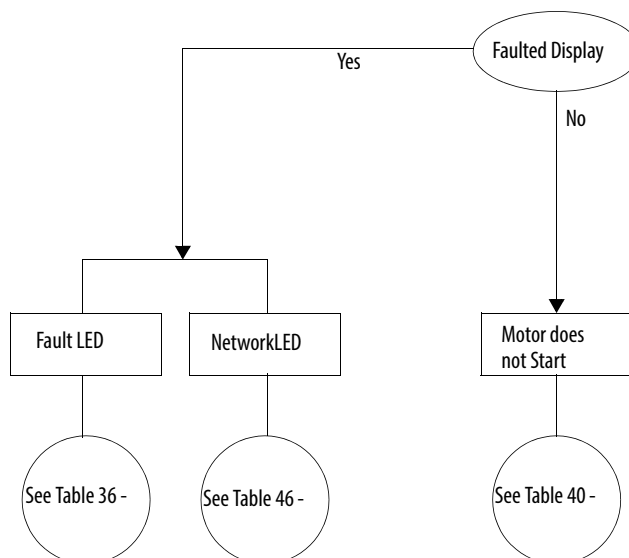 Faulted Display
Yes
No
Fault LED
NetworkLED
Motor does
not Start
See Table 36 -
See Table 46 -
See Table 40 -